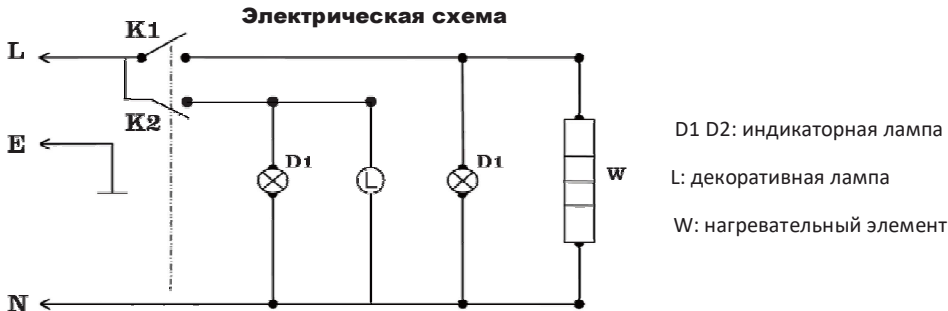 Электрическая схема
K1
L
K2
E
D1
L
D1
W
N
D1 D2: индикаторная лампа
L: декоративная лампа
W: нагревательный элемент